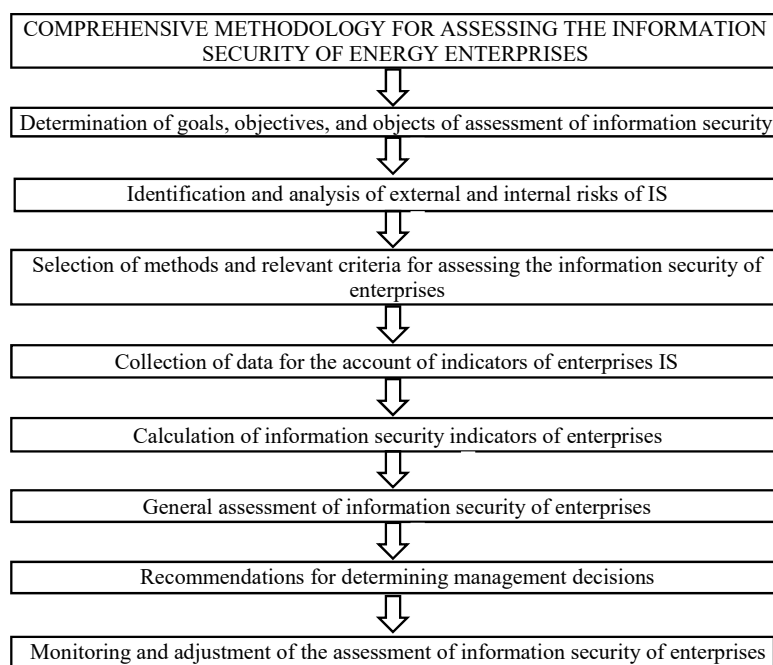 COMPREHENSIVE METHODOLOGY FOR ASSESSING THE INFORMATION
SECURITY OF ENERGY ENTERPRISES
Determination of goals, objectives, and objects of assessment of information security
Identification and analysis of external and internal risks of IS
Selection of methods and relevant criteria for assessing the information security of
enterprises
Collection of data for the account of indicators of enterprises IS
Calculation of information security indicators of enterprises
General assessment of information security of enterprises
Recommendations for determining management decisions
Monitoring and adjustment of the assessment of information security of enterprises